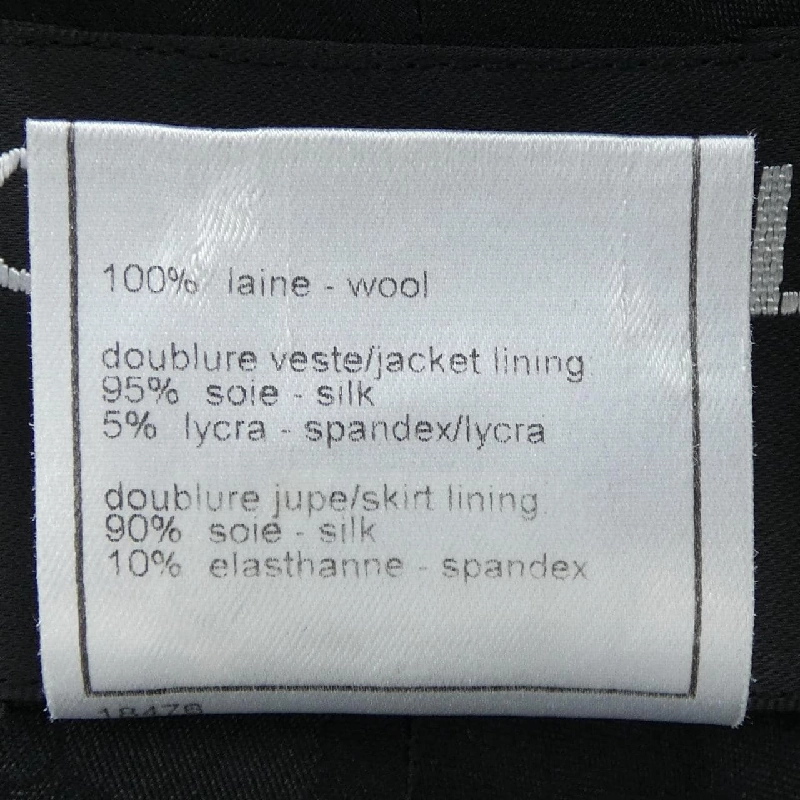 100% laine - wool
doublure veste/jacket lining
95% soie - silk
5% lycra - spandex/lycra
doublure jupe/skirt lining
90% soie - silk
10% elasthanne - spandex